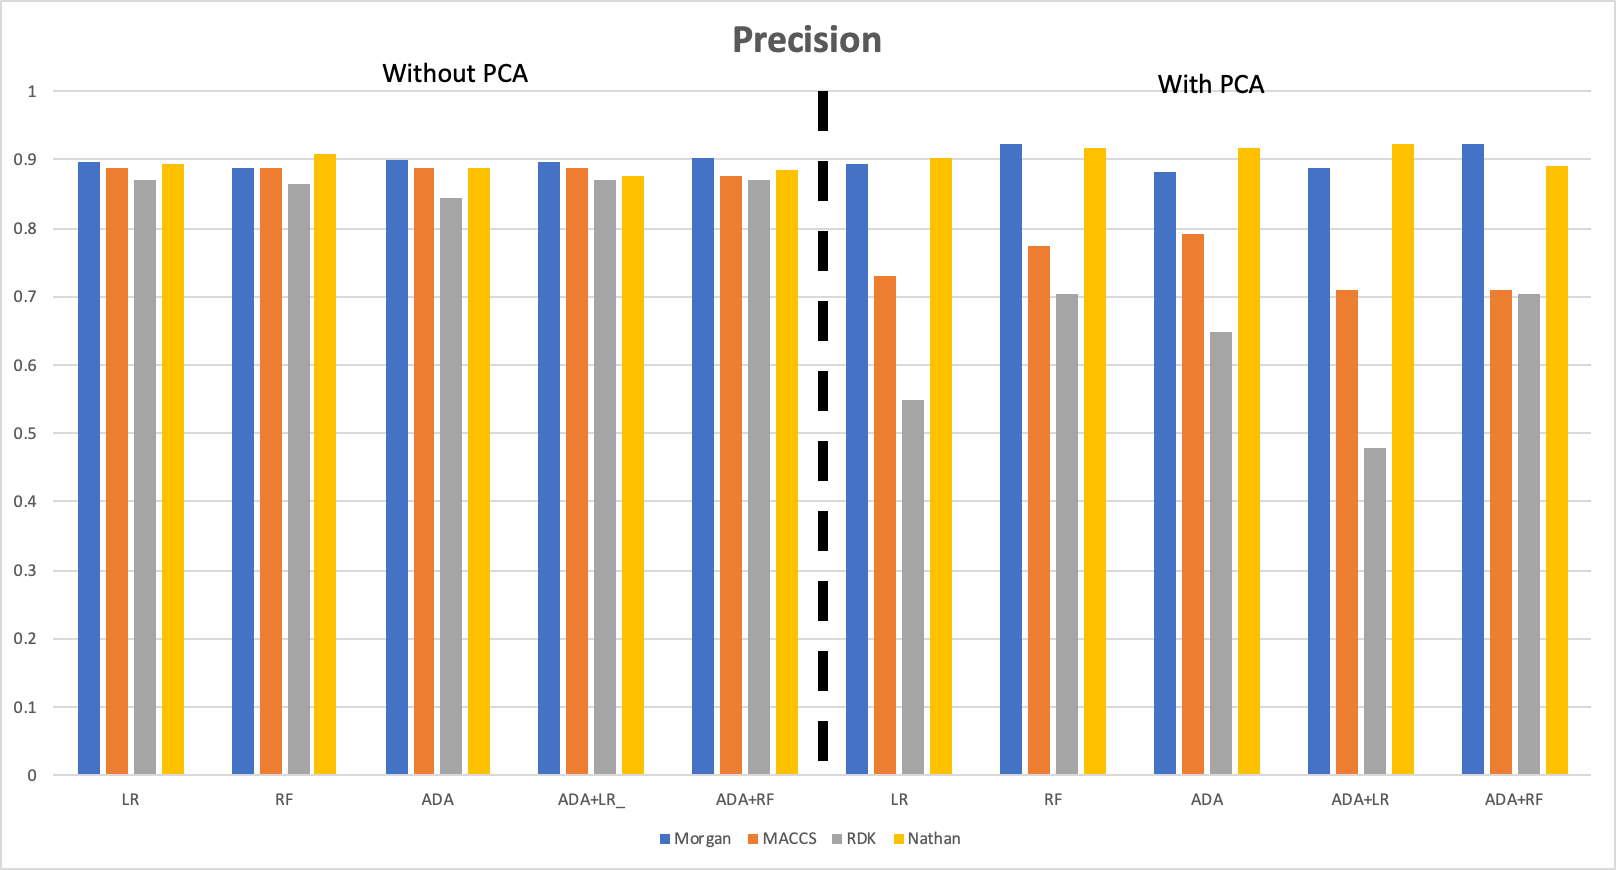 Precision
Without PCA
With PCA
1
0.9
0.8
0.7
0.6
0.5
0.4
0.3
0.2
0.1
0
LR RF ADA ADA+LR_ ADA+RF LR RF ADA ADA+LR ADA+RF
Morgan MACCS RDK Nathan